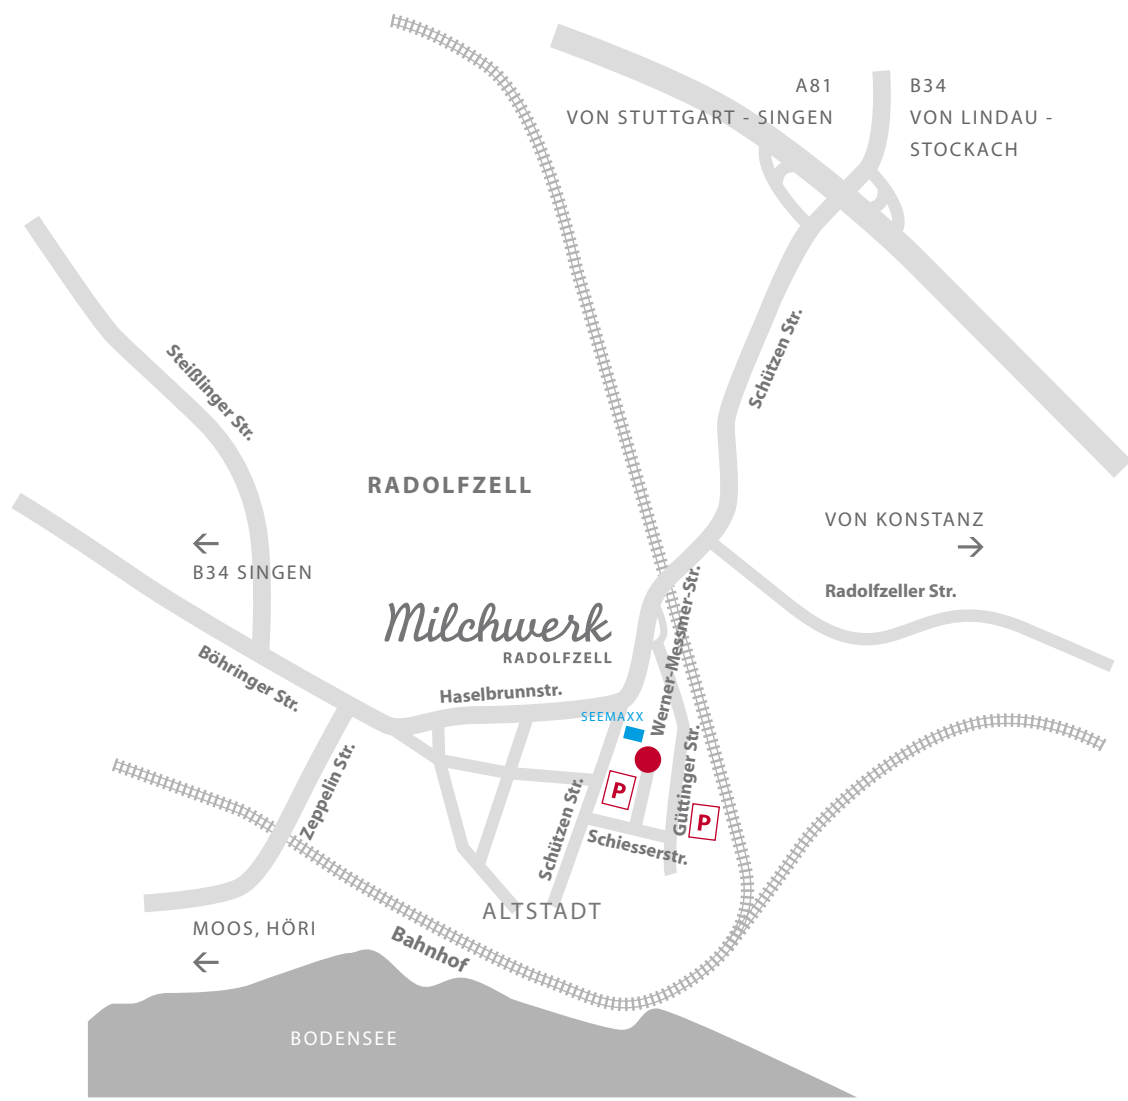 A81
VON STUTTGART - SINGEN
B34
VON LINDAU -
STOCKACH
Schützen Str.
Steißlinger Str.
RADOLFZELL
VON KONSTANZ
B34 SINGEN
Radolfzeller Str.
Milchwerk
RADOLFZELL
Werner-Messmer-Str.
Böhringer Str.
Haselbrunnstr.
SEEMAXX
Zeppelin Str.
Schützen Str.
P
Güttinger Str.
P
Schiesserstr.
ALTSTADT
MOOS, HÖRI
Bahnhof
BODENSEE